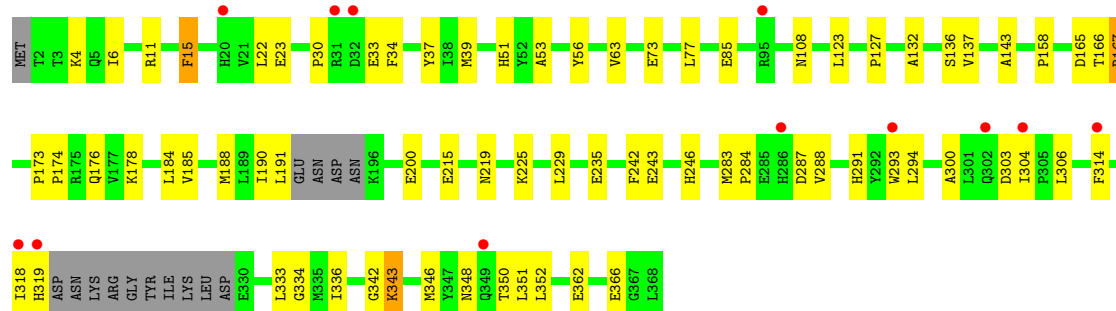 MET T2 T3 K4 Q5 I6 R11 F15 H20 V21 L22 E23 P30 R31 D32 E33 F34 Y37 I38 M39 H51 Y52 A53 Y56 V63 E73 L77 E85 R95 N108 L123 P127 A132 S136 V137 A143 P158 D165 T166
P173 P174 R175 Q176 V177 K178 L184 V185 M188 L189 I190 L191 GLU ASN ASP ASN K196 E200 E215 N219 K225 L229 E235 F242 E243 H246 M283 P284 E285 H286 D287 V288 H291 Y292 W293 L294 A300 L301 Q302 D303 I304 P305 L306 F314
I318 H319 ASP ASN LYS ARG GLY TYR ILE LYS LEU ASP E330 L333 G334 M335 I336 G342 K343 M346 Y347 N348 Q349 T350 L351 L352 E362 E366 G367 L368